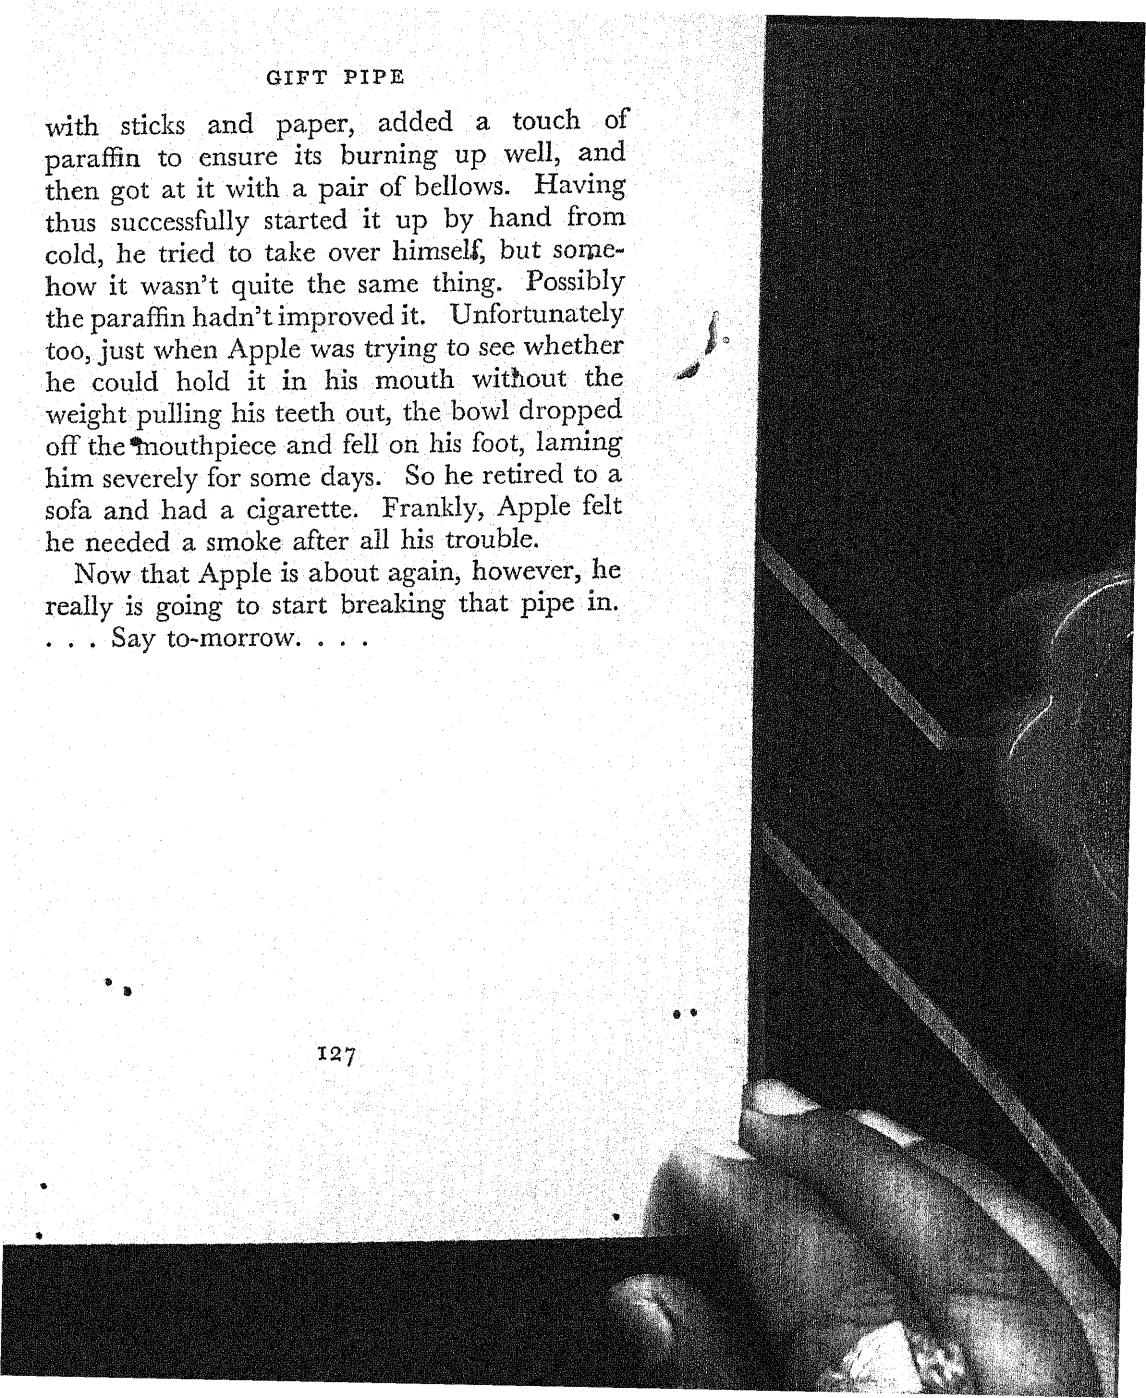 GIFT PIPE
with sticks and paper, added a touch of
paraffin to ensure its burning up well, and
then got at it with a pair of bellows. Having
thus successfully started it up by hand from
cold, he tried to take over himself, but some-
how it wasn't quite the same thing. Possibly
the paraffin hadn't improved it. Unfortunately
too, just when Apple was trying to see whether
he could hold it in his mouth without the
weight pulling his teeth out, the bowl dropped
off the mouthpiece and fell on his foot, laming
him severely for some days. So he retired to a
sofa and had a cigarette. Frankly, Apple felt
he needed a smoke after all his trouble.
Now that Apple is about again, however, he
really is going to start breaking that pipe in.
. . . Say to-morrow. . . .
127